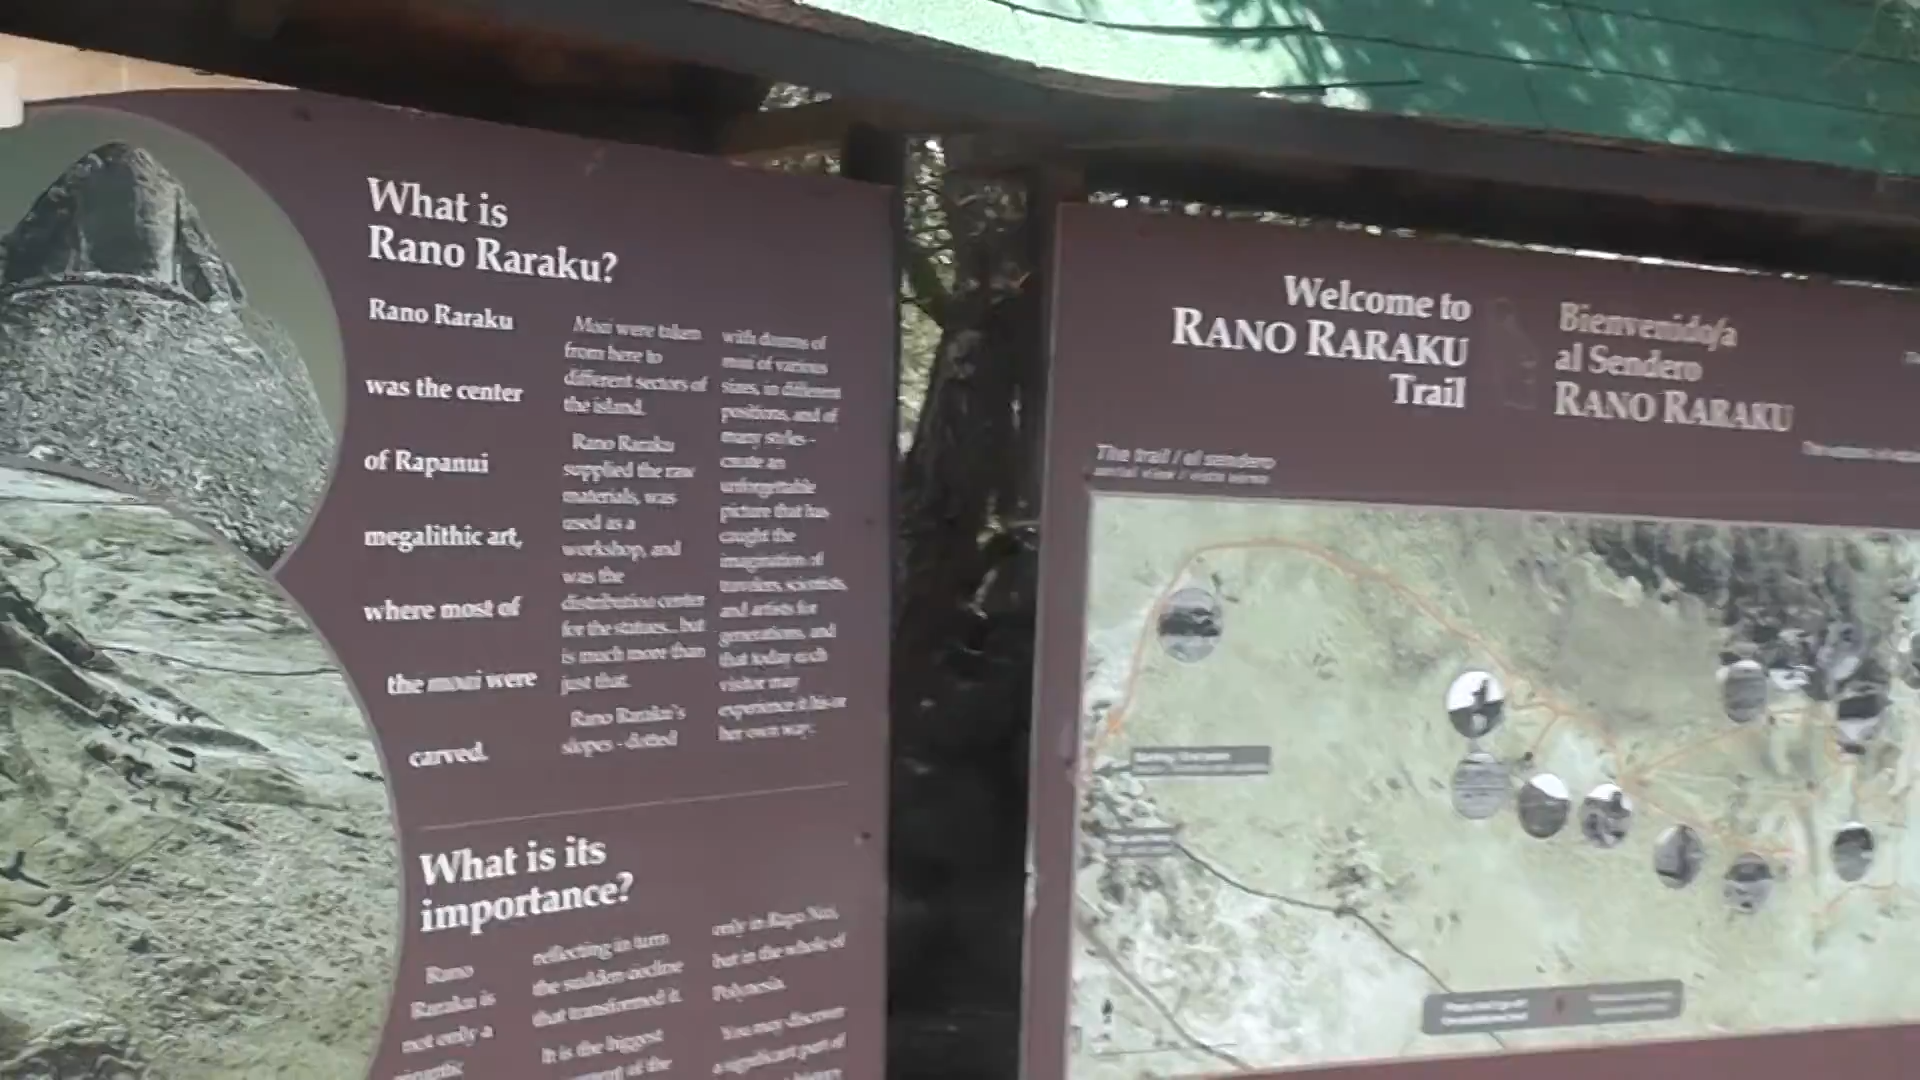 What is
Rano Raraku?
Rano Raraku
was the center
of Rapanui
megalithic art,
where most of
the moai were
carved.
Moai were taken
from here to
different sectors of
the island.
Rano Raraku
supplied the raw
materials, was
used as a
workshop, and
was the
distribution center
for the statues... but
is much more than
just that.
Rano Raraku's
slopes - dotted
with dozens of
moai of various
sizes, in different
positions, and of
many styles -
create an
unforgettable
picture that has
caught the
imagination of
travelers, scientists,
and artists for
generations, and
that today each
visitor may
experience it his or
her own way.
What is its
importance?
Rano
Raraku is
not only a
reflecting in turn
the sudden decline
that transformed it.
It is the biggest
of the
only in Rapa Nui,
but in the whole of
Polynesia.
You may discover
a significant part of
history
Welcome to
RANO RARAKU
Trail
Bienvenido/a
al Sendero
RANO RARAKU
The trail / el sendero
aerial view / vista aérea